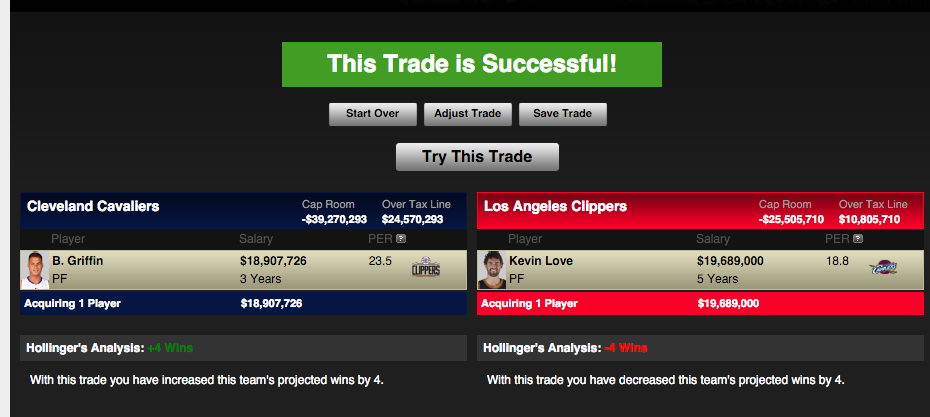 This Trade is Successful!
Start Over Adjust Trade Save Trade
Try This Trade
Cleveland Cavaliers Cap Room Over Tax Line
-$39,270,293 $24,570,293
Player Salary PER ?
B. Griffin $18,907,726 23.5 CLIPPERS
PF 3 Years
Acquiring 1 Player $18,907,726
Hollinger's Analysis: +4 Wins
With this trade you have increased this team's projected wins by 4.
Los Angeles Clippers Cap Room Over Tax Line
-$25,505,710 $10,805,710
Player Salary PER ?
Kevin Love $19,689,000 18.8 Cavs
PF 5 Years
Acquiring 1 Player $19,689,000
Hollinger's Analysis: -4 Wins
With this trade you have decreased this team's projected wins by 4.